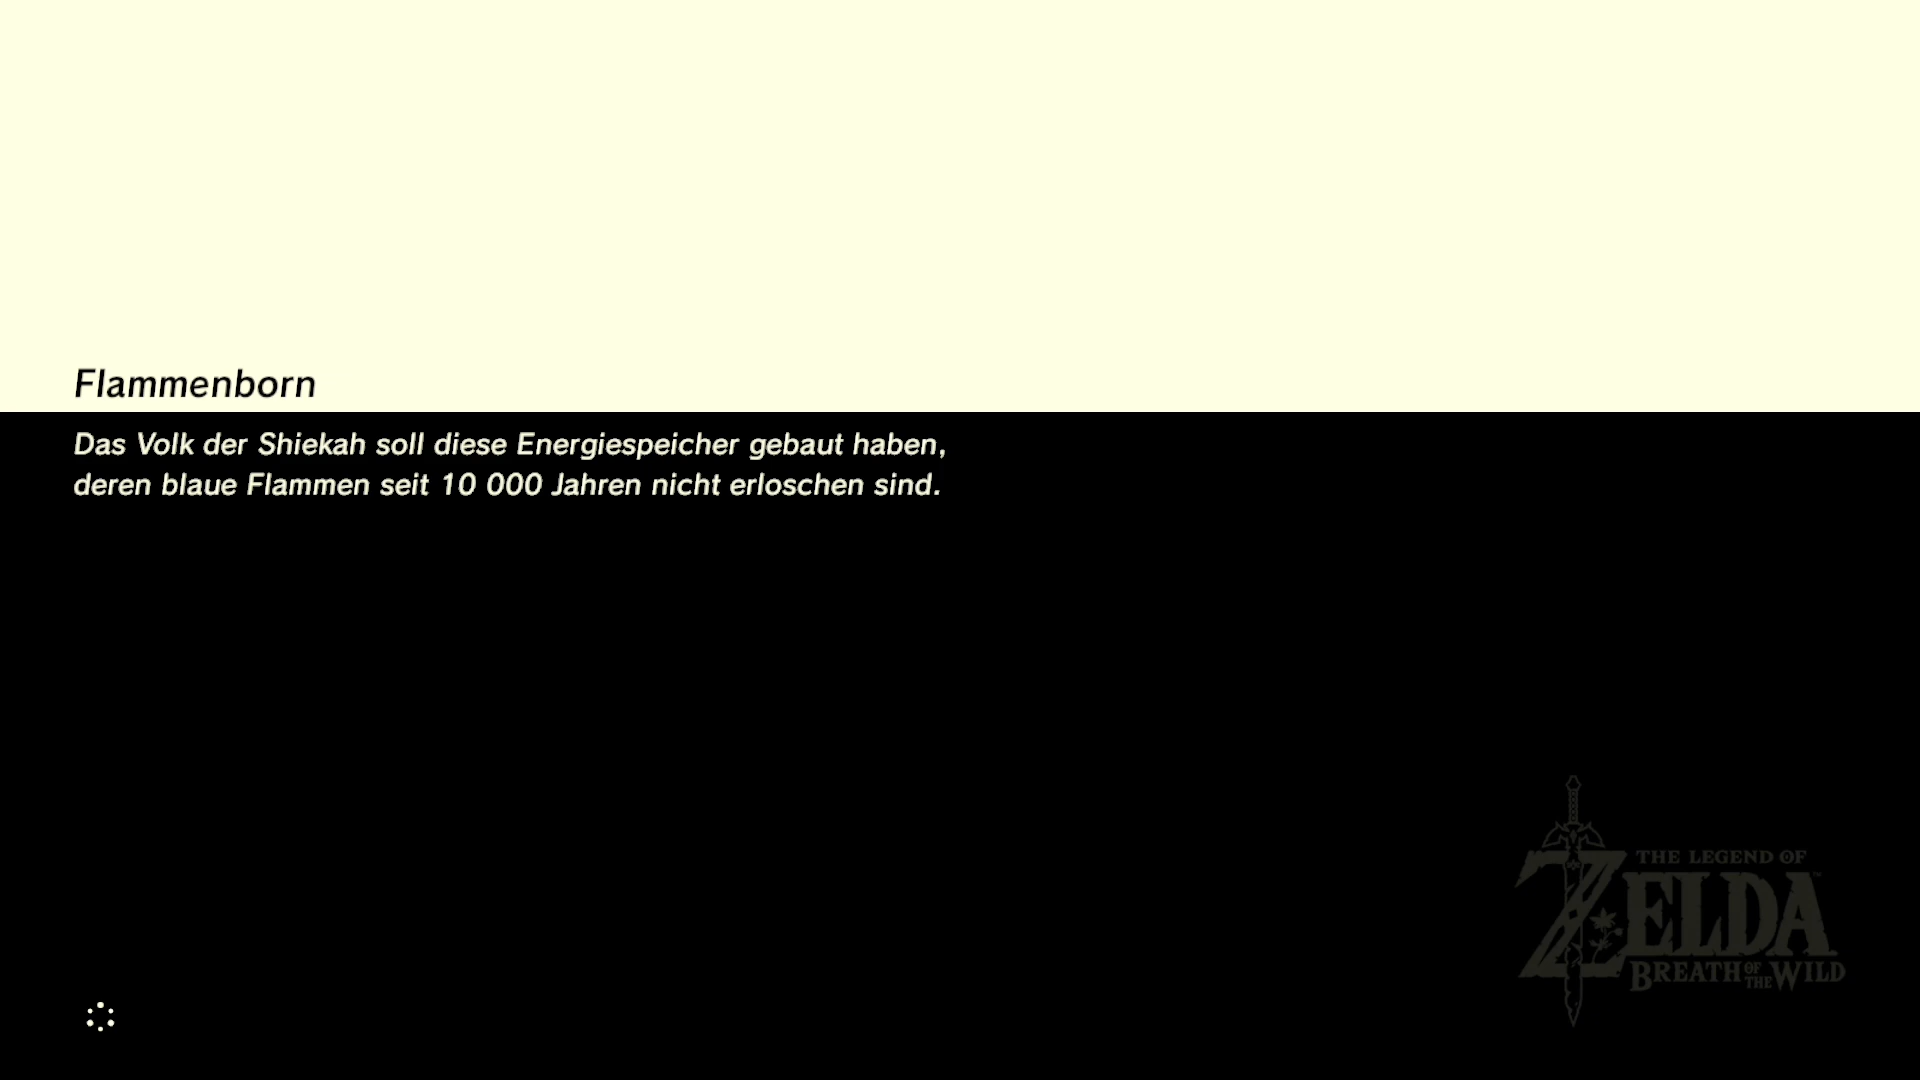 Flammenborn
Das Volk der Shiekah soll diese Energiespeicher gebaut haben,
deren blaue Flammen seit 10 000 Jahren nicht erloschen sind.
THE LEGEND OF
ZELDA
BREATH OF THE WILD